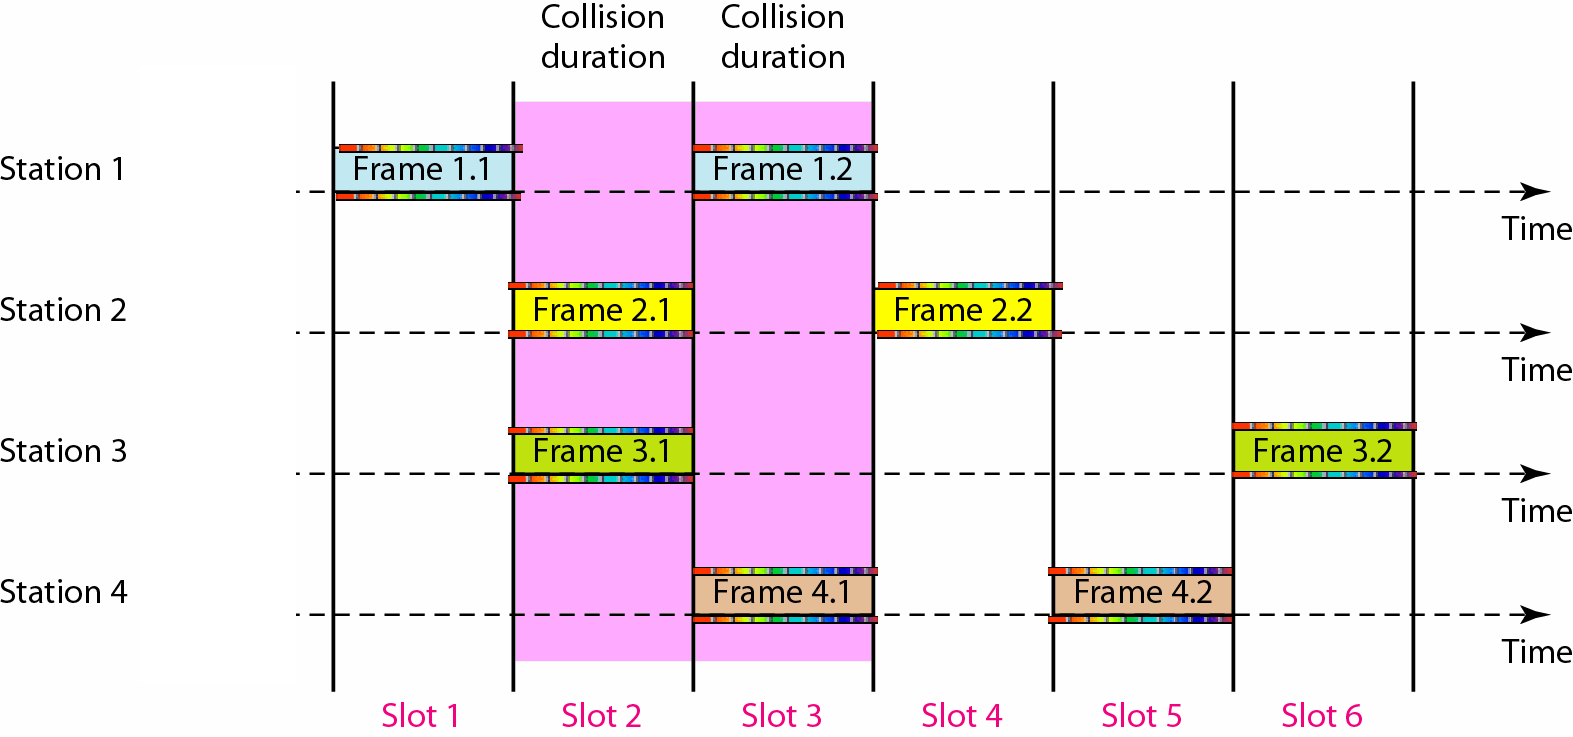 Collision
duration
Collision
duration
Station 1
Frame 1.1
Frame 1.2
Time
Station 2
Frame 2.1
Frame 2.2
Time
Station 3
Frame 3.1
Frame 3.2
Time
Station 4
Frame 4.1
Frame 4.2
Time
Slot 1
Slot 2
Slot 3
Slot 4
Slot 5
Slot 6